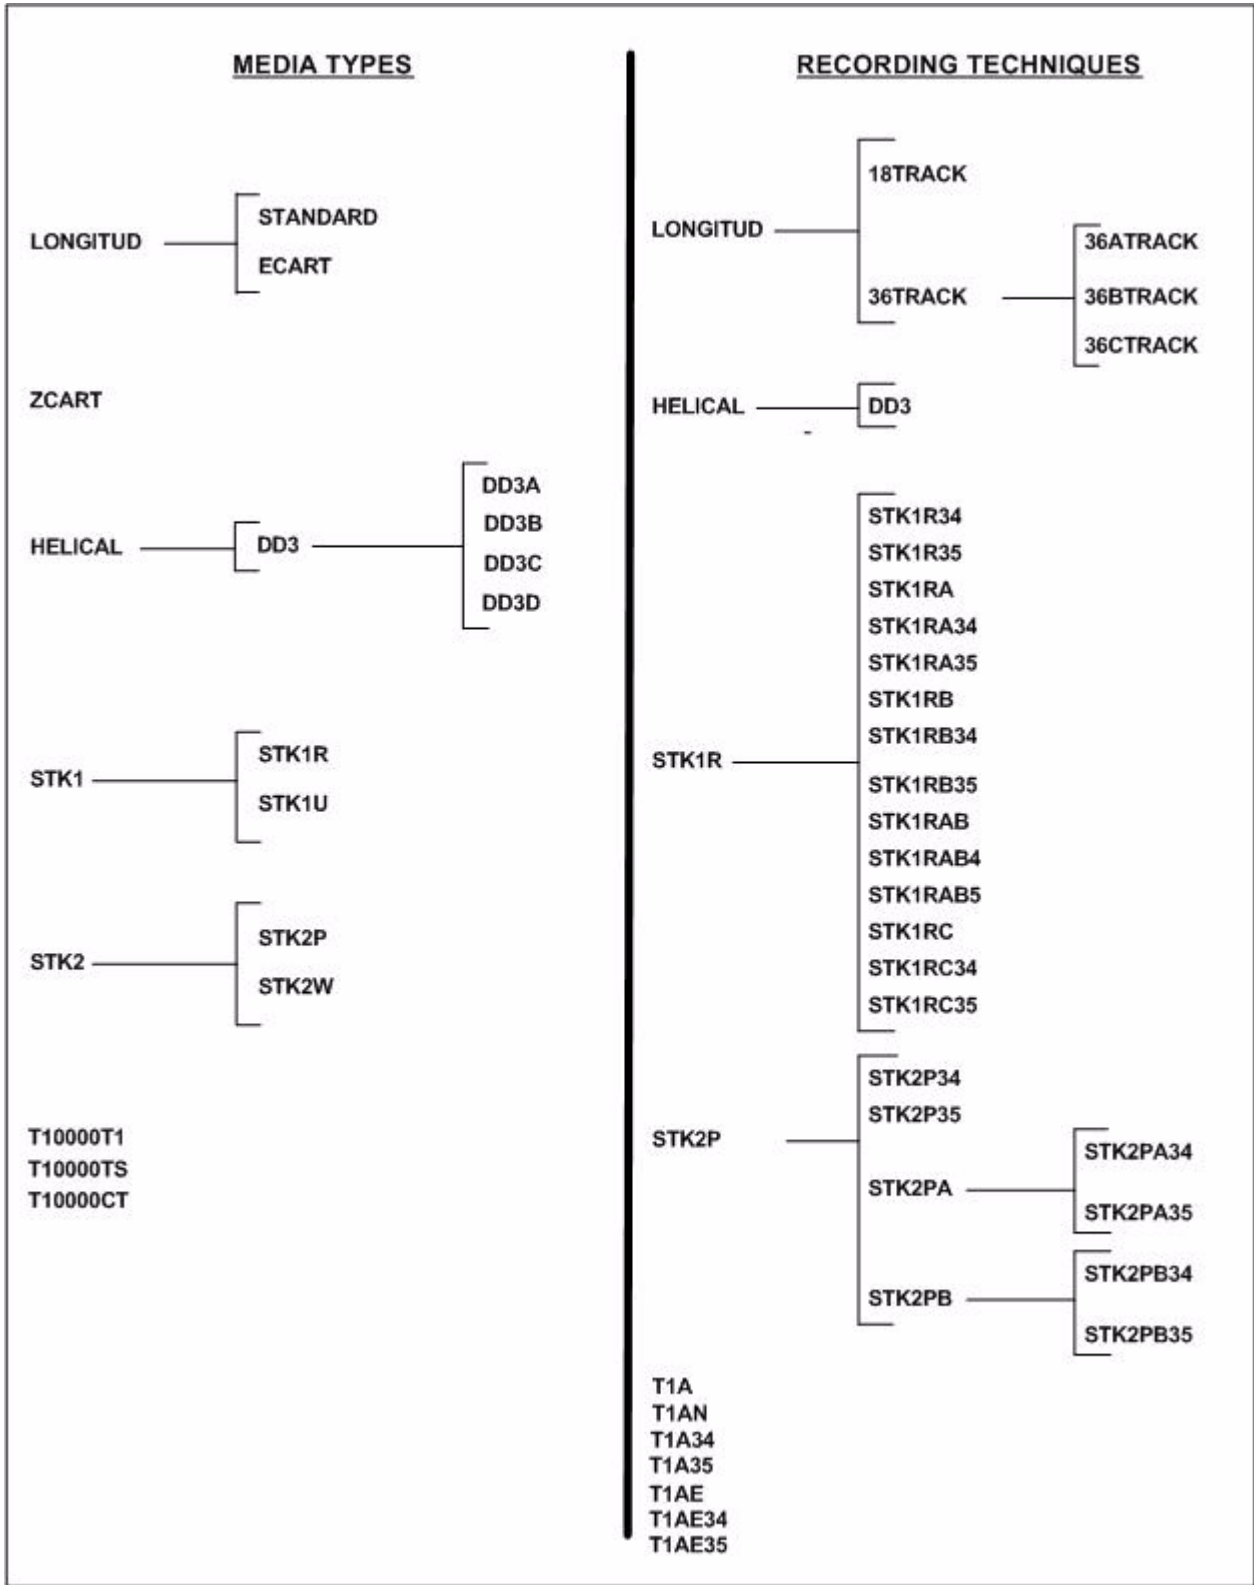 MEDIA TYPES
LONGITUD
STANDARD
ECART
ZCART
HELICAL
DD3
DD3A
DD3B
DD3C
DD3D
STK1
STK1R
STK1U
STK2
STK2P
STK2W
T10000T1
T10000TS
T10000CT
RECORDING TECHNIQUES
LONGITUD
18TRACK
36TRACK
36ATRACK
36BTRACK
36CTRACK
HELICAL
DD3
STK1R
STK1R34
STK1R35
STK1RA
STK1RA34
STK1RA35
STK1RB
STK1RB34
STK1RB35
STK1RAB
STK1RAB4
STK1RAB5
STK1RC
STK1RC34
STK1RC35
STK2P
STK2P34
STK2P35
STK2PA
STK2PA34
STK2PA35
STK2PB
STK2PB34
STK2PB35
T1A
T1AN
T1A34
T1A35
T1AE
T1AE34
T1AE35